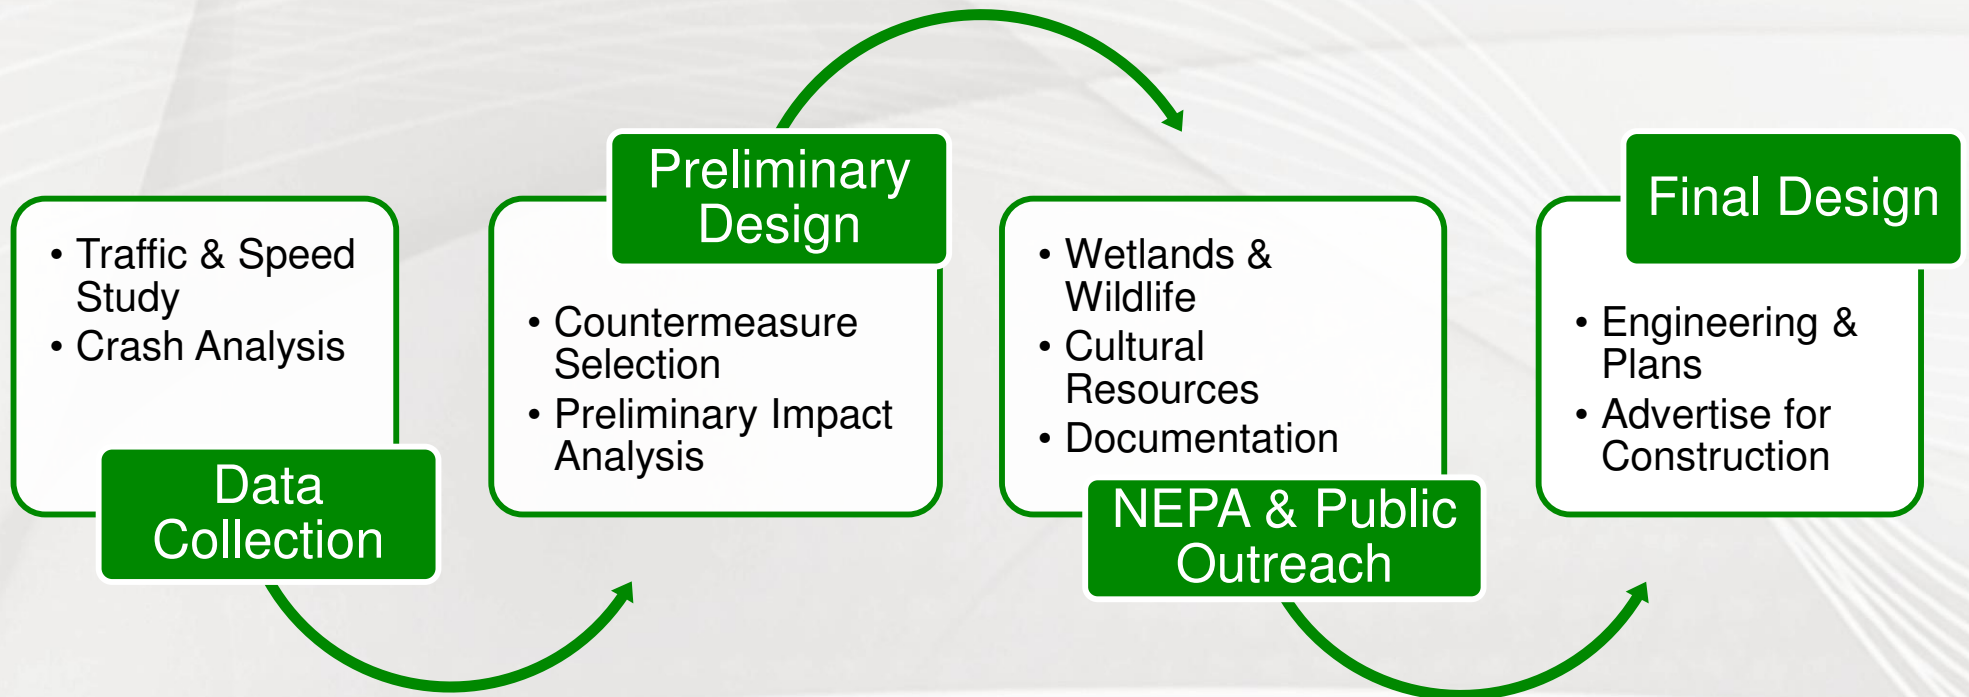 • Traffic & Speed
Study
• Crash Analysis
Data
Collection
Preliminary
Design
• Countermeasure
Selection
• Preliminary Impact
Analysis
• Wetlands &
Wildlife
• Cultural
Resources
• Documentation
NEPA & Public
Outreach
Final Design
• Engineering &
Plans
• Advertise for
Construction